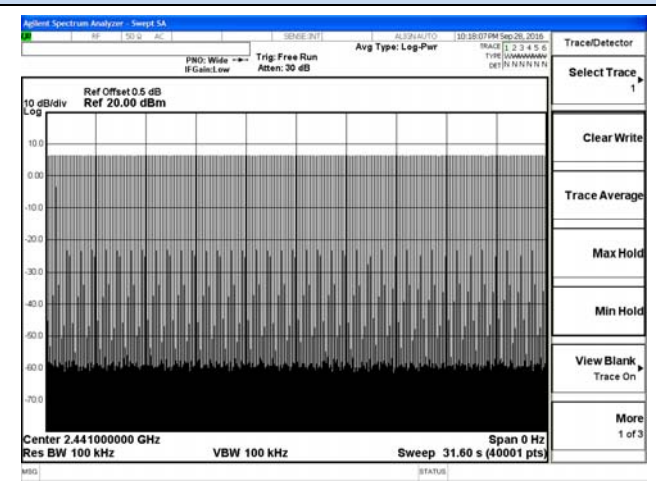 Agilent Spectrum Analyzer - Swept SA
RF 50 Ω AC SENSE:INT ALIGNAUTO 10:18:07 PM Sep 28, 2016
Avg Type: Log-Pwr TRACE 1 2 3 4 5 6
PNO: Wide Trig: Free Run TYPE
IFGain:Low Atten: 30 dB DET N N N N N N
Trace/Detector
Select Trace
1
Ref Offset 0.5 dB
10 dB/div Ref 20.00 dBm
Log
10.0
0.00
-10.0
-20.0
-30.0
-40.0
-50.0
-60.0
-70.0
Clear Write
Trace Average
Max Hold
Min Hold
View Blank
Trace On
More
1 of 3
Center 2.441000000 GHz Span 0 Hz
Res BW 100 kHz VBW 100 kHz Sweep 31.60 s (40001 pts)
MSG STATUS